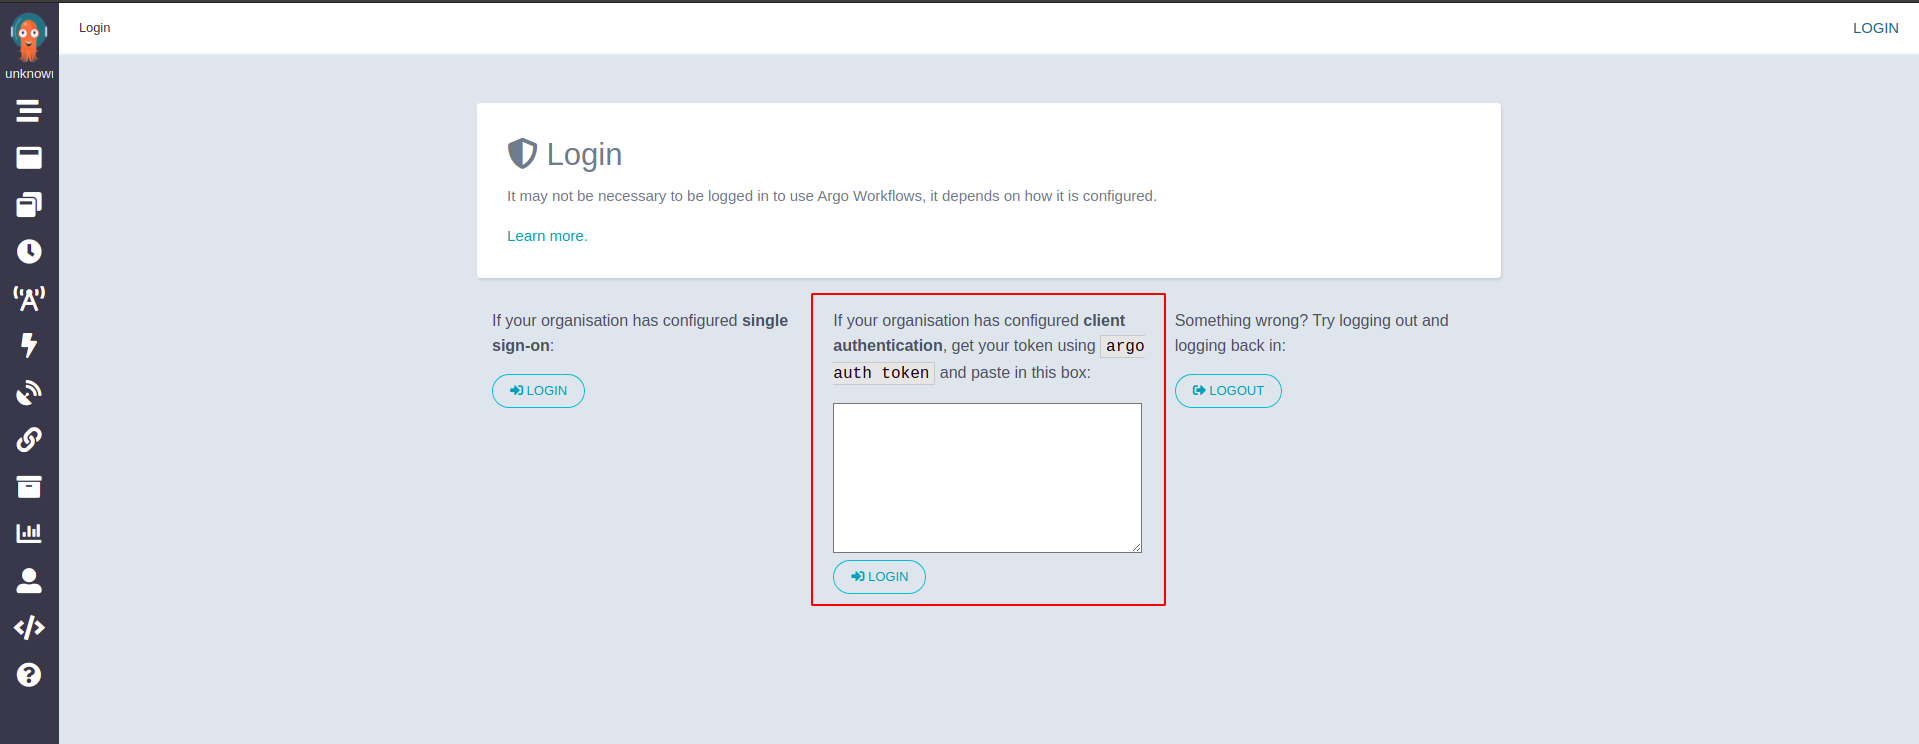 Login
LOGIN
unknown
Login
It may not be necessary to be logged in to use Argo Workflows, it depends on how it is configured.
Learn more.
If your organisation has configured single
sign-on:
LOGIN
If your organisation has configured client
authentication, get your token using argo
auth token and paste in this box:
LOGIN
Something wrong? Try logging out and
logging back in:
LOGOUT